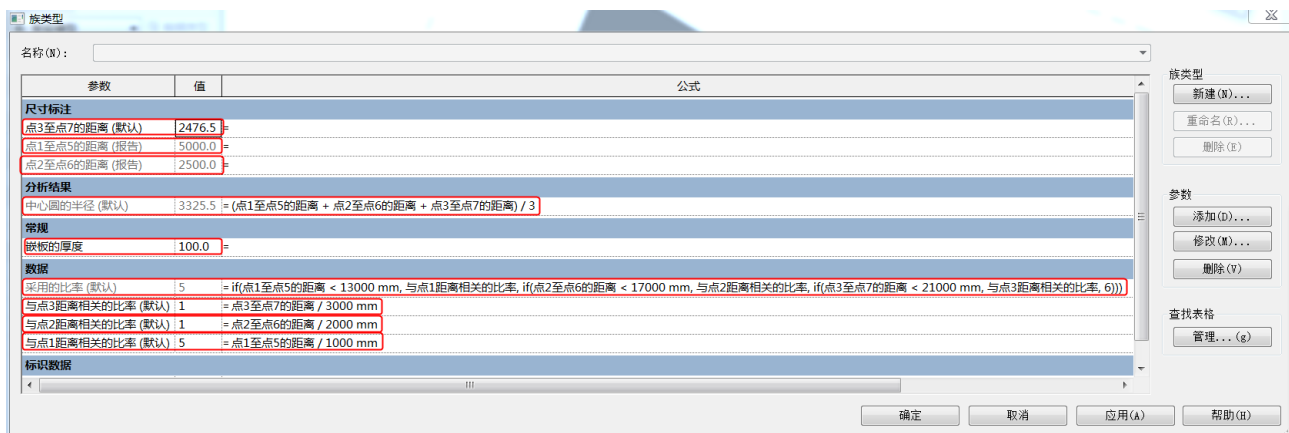 族类型
名称(N):
参数 值 公式
尺寸标注
点3至点7的距离 (默认) 2476.5 =
点1至点5的距离 (报告) 5000.0 =
点2至点6的距离 (报告) 2500.0 =
分析结果
中心圆的半径 (默认) 3325.5 = (点1至点5的距离 + 点2至点6的距离 + 点3至点7的距离) / 3
常规
嵌板的厚度 100.0 =
数据
采用的比率 (默认) 5 = if(点1至点5的距离 < 13000 mm, 与点1距离相关的比率, if(点2至点6的距离 < 17000 mm, 与点2距离相关的比率, if(点3至点7的距离 < 21000 mm, 与点3距离相关的比率, 6)))
与点3距离相关的比率 (默认) 1 = 点3至点7的距离 / 3000 mm
与点2距离相关的比率 (默认) 1 = 点2至点6的距离 / 2000 mm
与点1距离相关的比率 (默认) 5 = 点1至点5的距离 / 1000 mm
标识数据
族类型
新建(N)...
重命名(R)...
删除(E)
参数
添加(D)...
修改(M)...
删除(V)
查找表格
管理...(g)
确定 取消 应用(A) 帮助(H)